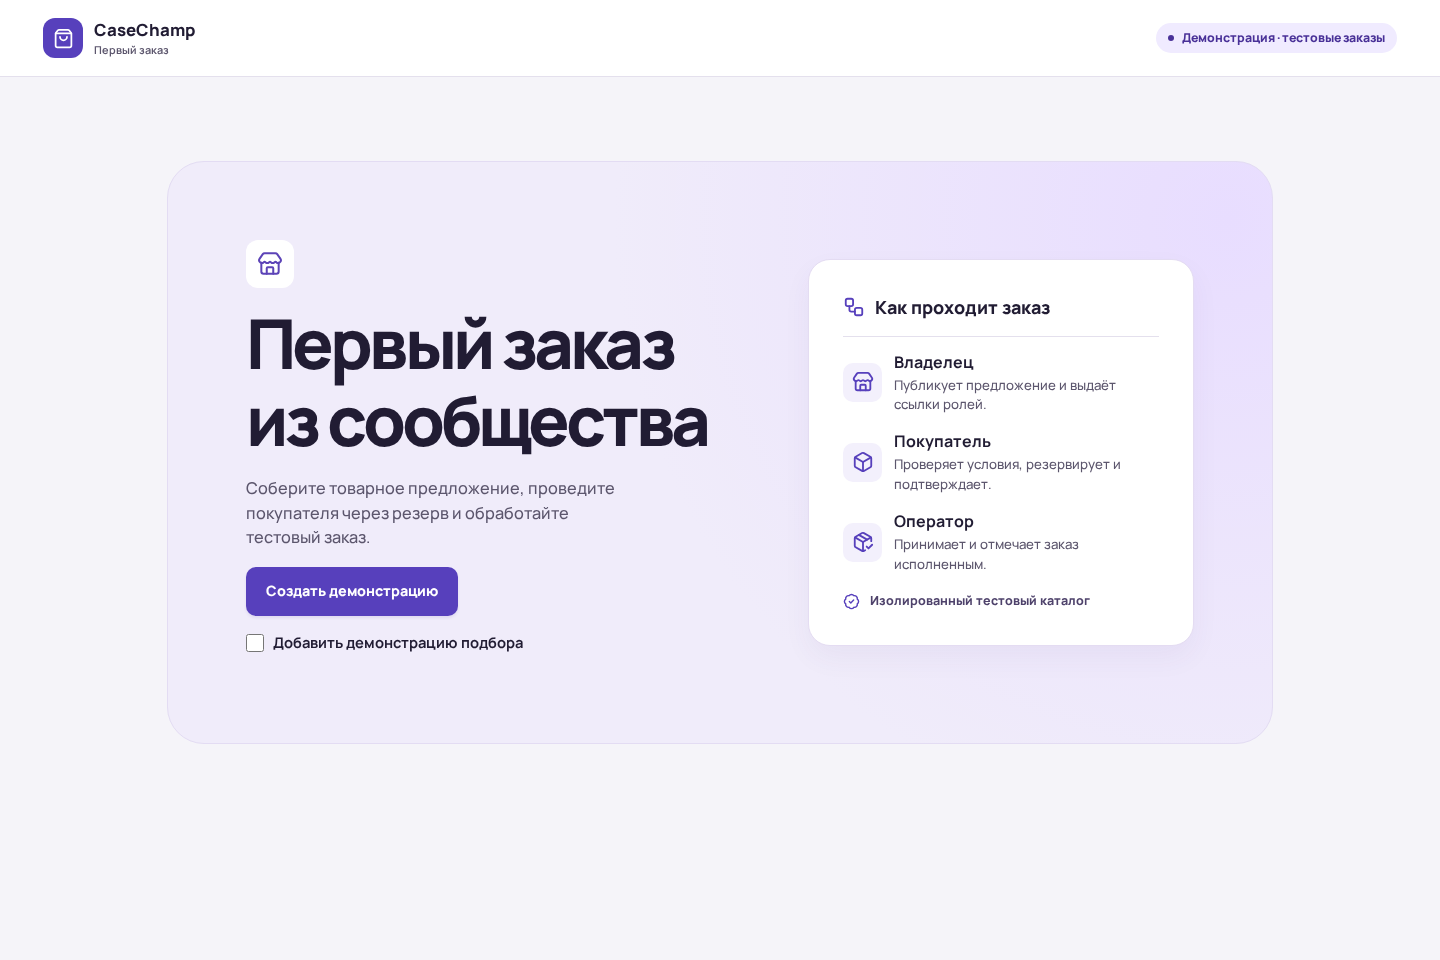 CaseChamp
Первый заказ
Демонстрация · тестовые заказы
Первый заказ
из сообщества
Соберите товарное предложение, проведите
покупателя через резерв и обработайте
тестовый заказ.
Создать демонстрацию
Добавить демонстрацию подбора
Как проходит заказ
Владелец
Публикует предложение и выдаёт
ссылки ролей.
Покупатель
Проверяет условия, резервирует и
подтверждает.
Оператор
Принимает и отмечает заказ
исполненным.
Изолированный тестовый каталог